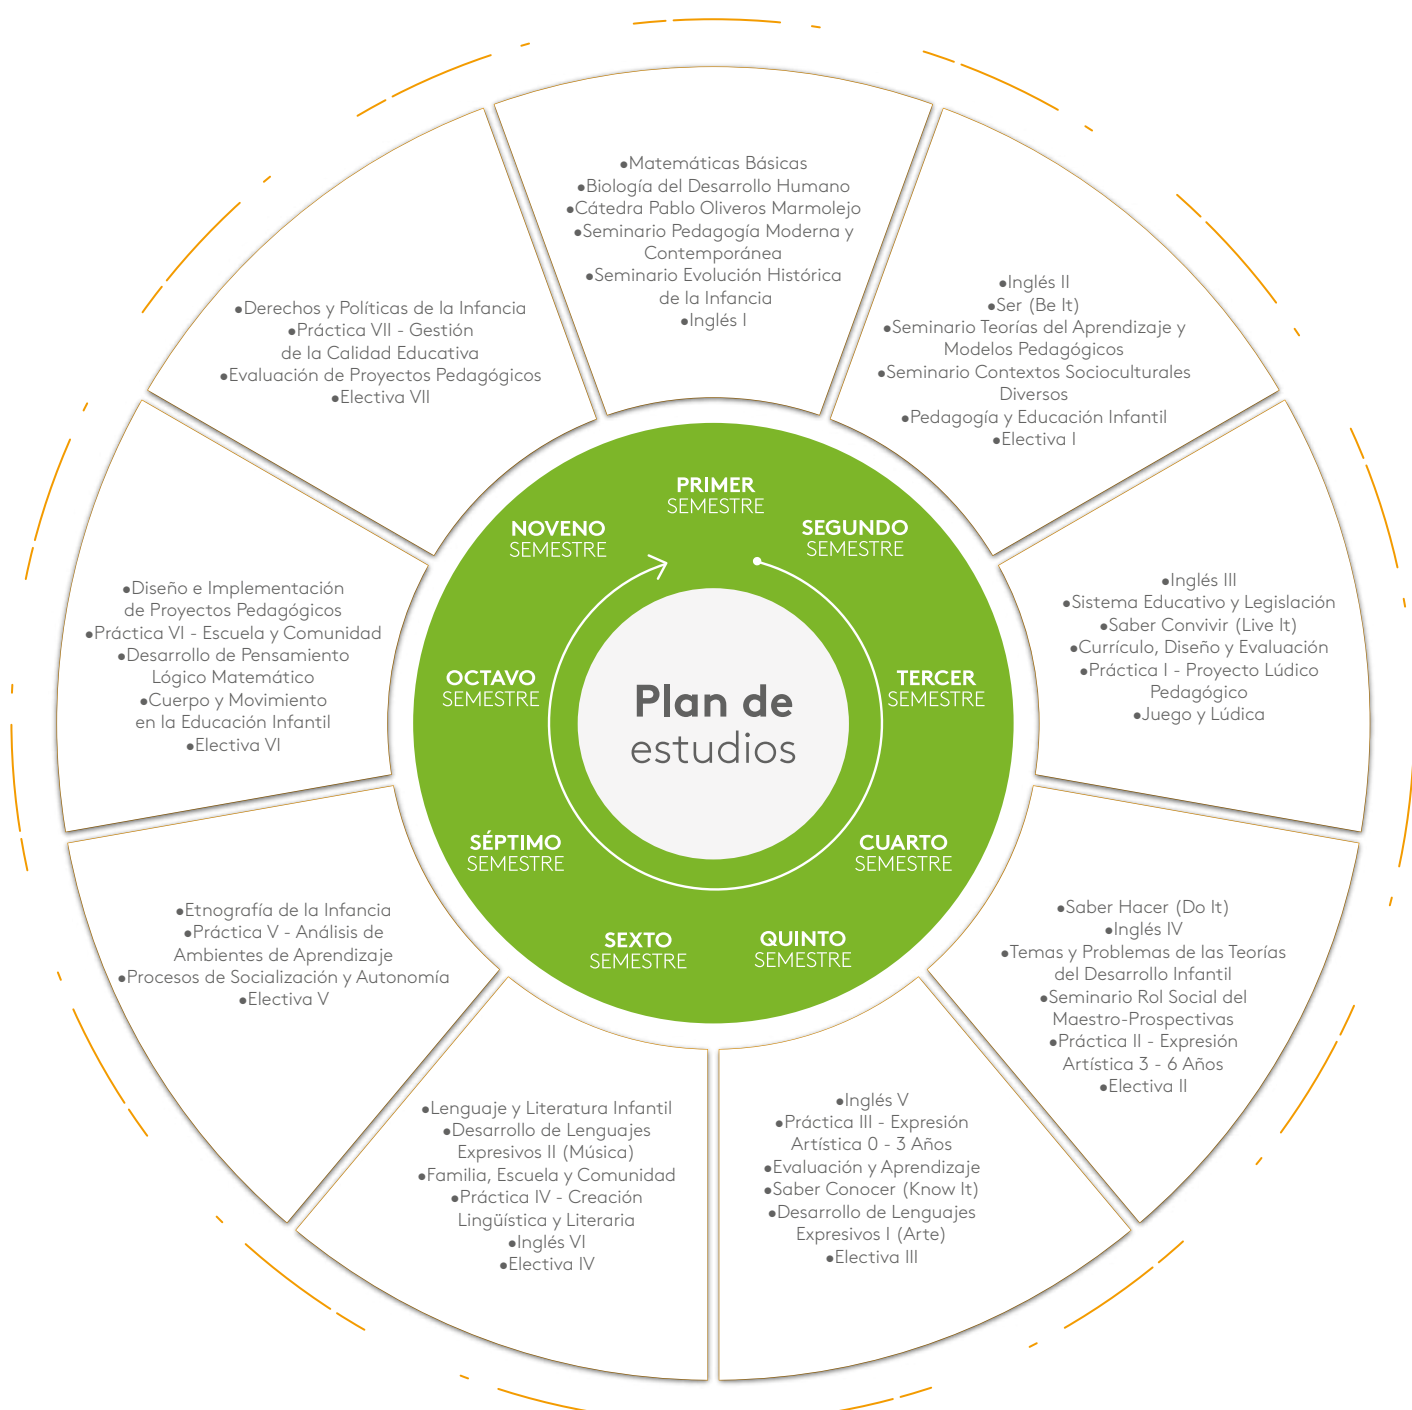 Plan de
estudios
PRIMER
SEMESTRE
•Matemáticas Básicas
•Biología del Desarrollo Humano
•Cátedra Pablo Oliveros Marmolejo
•Seminario Pedagogía Moderna y
Contemporánea
•Seminario Evolución Histórica
de la Infancia
•Inglés I
SEGUNDO
SEMESTRE
•Inglés II
•Ser (Be It)
•Seminario Teorías del Aprendizaje y
Modelos Pedagógicos
•Seminario Contextos Socioculturales
Diversos
•Pedagogía y Educación Infantil
•Electiva I
TERCER
SEMESTRE
•Inglés III
•Sistema Educativo y Legislación
•Saber Convivir (Live It)
•Currículo, Diseño y Evaluación
•Práctica I - Proyecto Lúdico
Pedagógico
•Juego y Lúdica
CUARTO
SEMESTRE
•Saber Hacer (Do It)
•Inglés IV
•Temas y Problemas de las Teorías
del Desarrollo Infantil
•Seminario Rol Social del
Maestro-Prospectivas
•Práctica II - Expresión
Artística 3 - 6 Años
•Electiva II
QUINTO
SEMESTRE
•Inglés V
•Práctica III - Expresión
Artística 0 - 3 Años
•Evaluación y Aprendizaje
•Saber Conocer (Know It)
•Desarrollo de Lenguajes
Expresivos I (Arte)
•Electiva III
SEXTO
SEMESTRE
•Lenguaje y Literatura Infantil
•Desarrollo de Lenguajes
Expresivos II (Música)
•Familia, Escuela y Comunidad
•Práctica IV - Creación
Lingüística y Literaria
•Inglés VI
•Electiva IV
SÉPTIMO
SEMESTRE
•Etnografía de la Infancia
•Práctica V - Análisis de
Ambientes de Aprendizaje
•Procesos de Socialización y Autonomía
•Electiva V
OCTAVO
SEMESTRE
•Diseño e Implementación
de Proyectos Pedagógicos
•Práctica VI - Escuela y Comunidad
•Desarrollo de Pensamiento
Lógico Matemático
•Cuerpo y Movimiento
en la Educación Infantil
•Electiva VI
NOVENO
SEMESTRE
•Derechos y Políticas de la Infancia
•Práctica VII - Gestión
de la Calidad Educativa
•Evaluación de Proyectos Pedagógicos
•Electiva VII